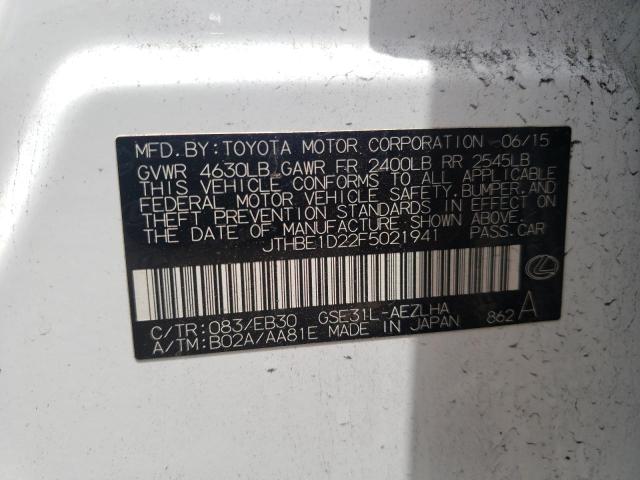 MFD.BY:TOYOTA MOTOR CORPORATION 06/15
GVWR 4630LB GAWR FR 2400LB RR 2545LB
THIS VEHICLE CONFORMS TO ALL APPLICABLE
FEDERAL MOTOR VEHICLE SAFETY,BUMPER,AND
THEFT PREVENTION STANDARDS IN EFFECT ON
THE DATE OF MANUFACTURE SHOWN ABOVE.
JTHBE1D22F5021941 PASS.CAR
C/TR:083/EB30 GSE31L-AEZLHA
A/TM:B02A/AA81E MADE IN JAPAN 862 A